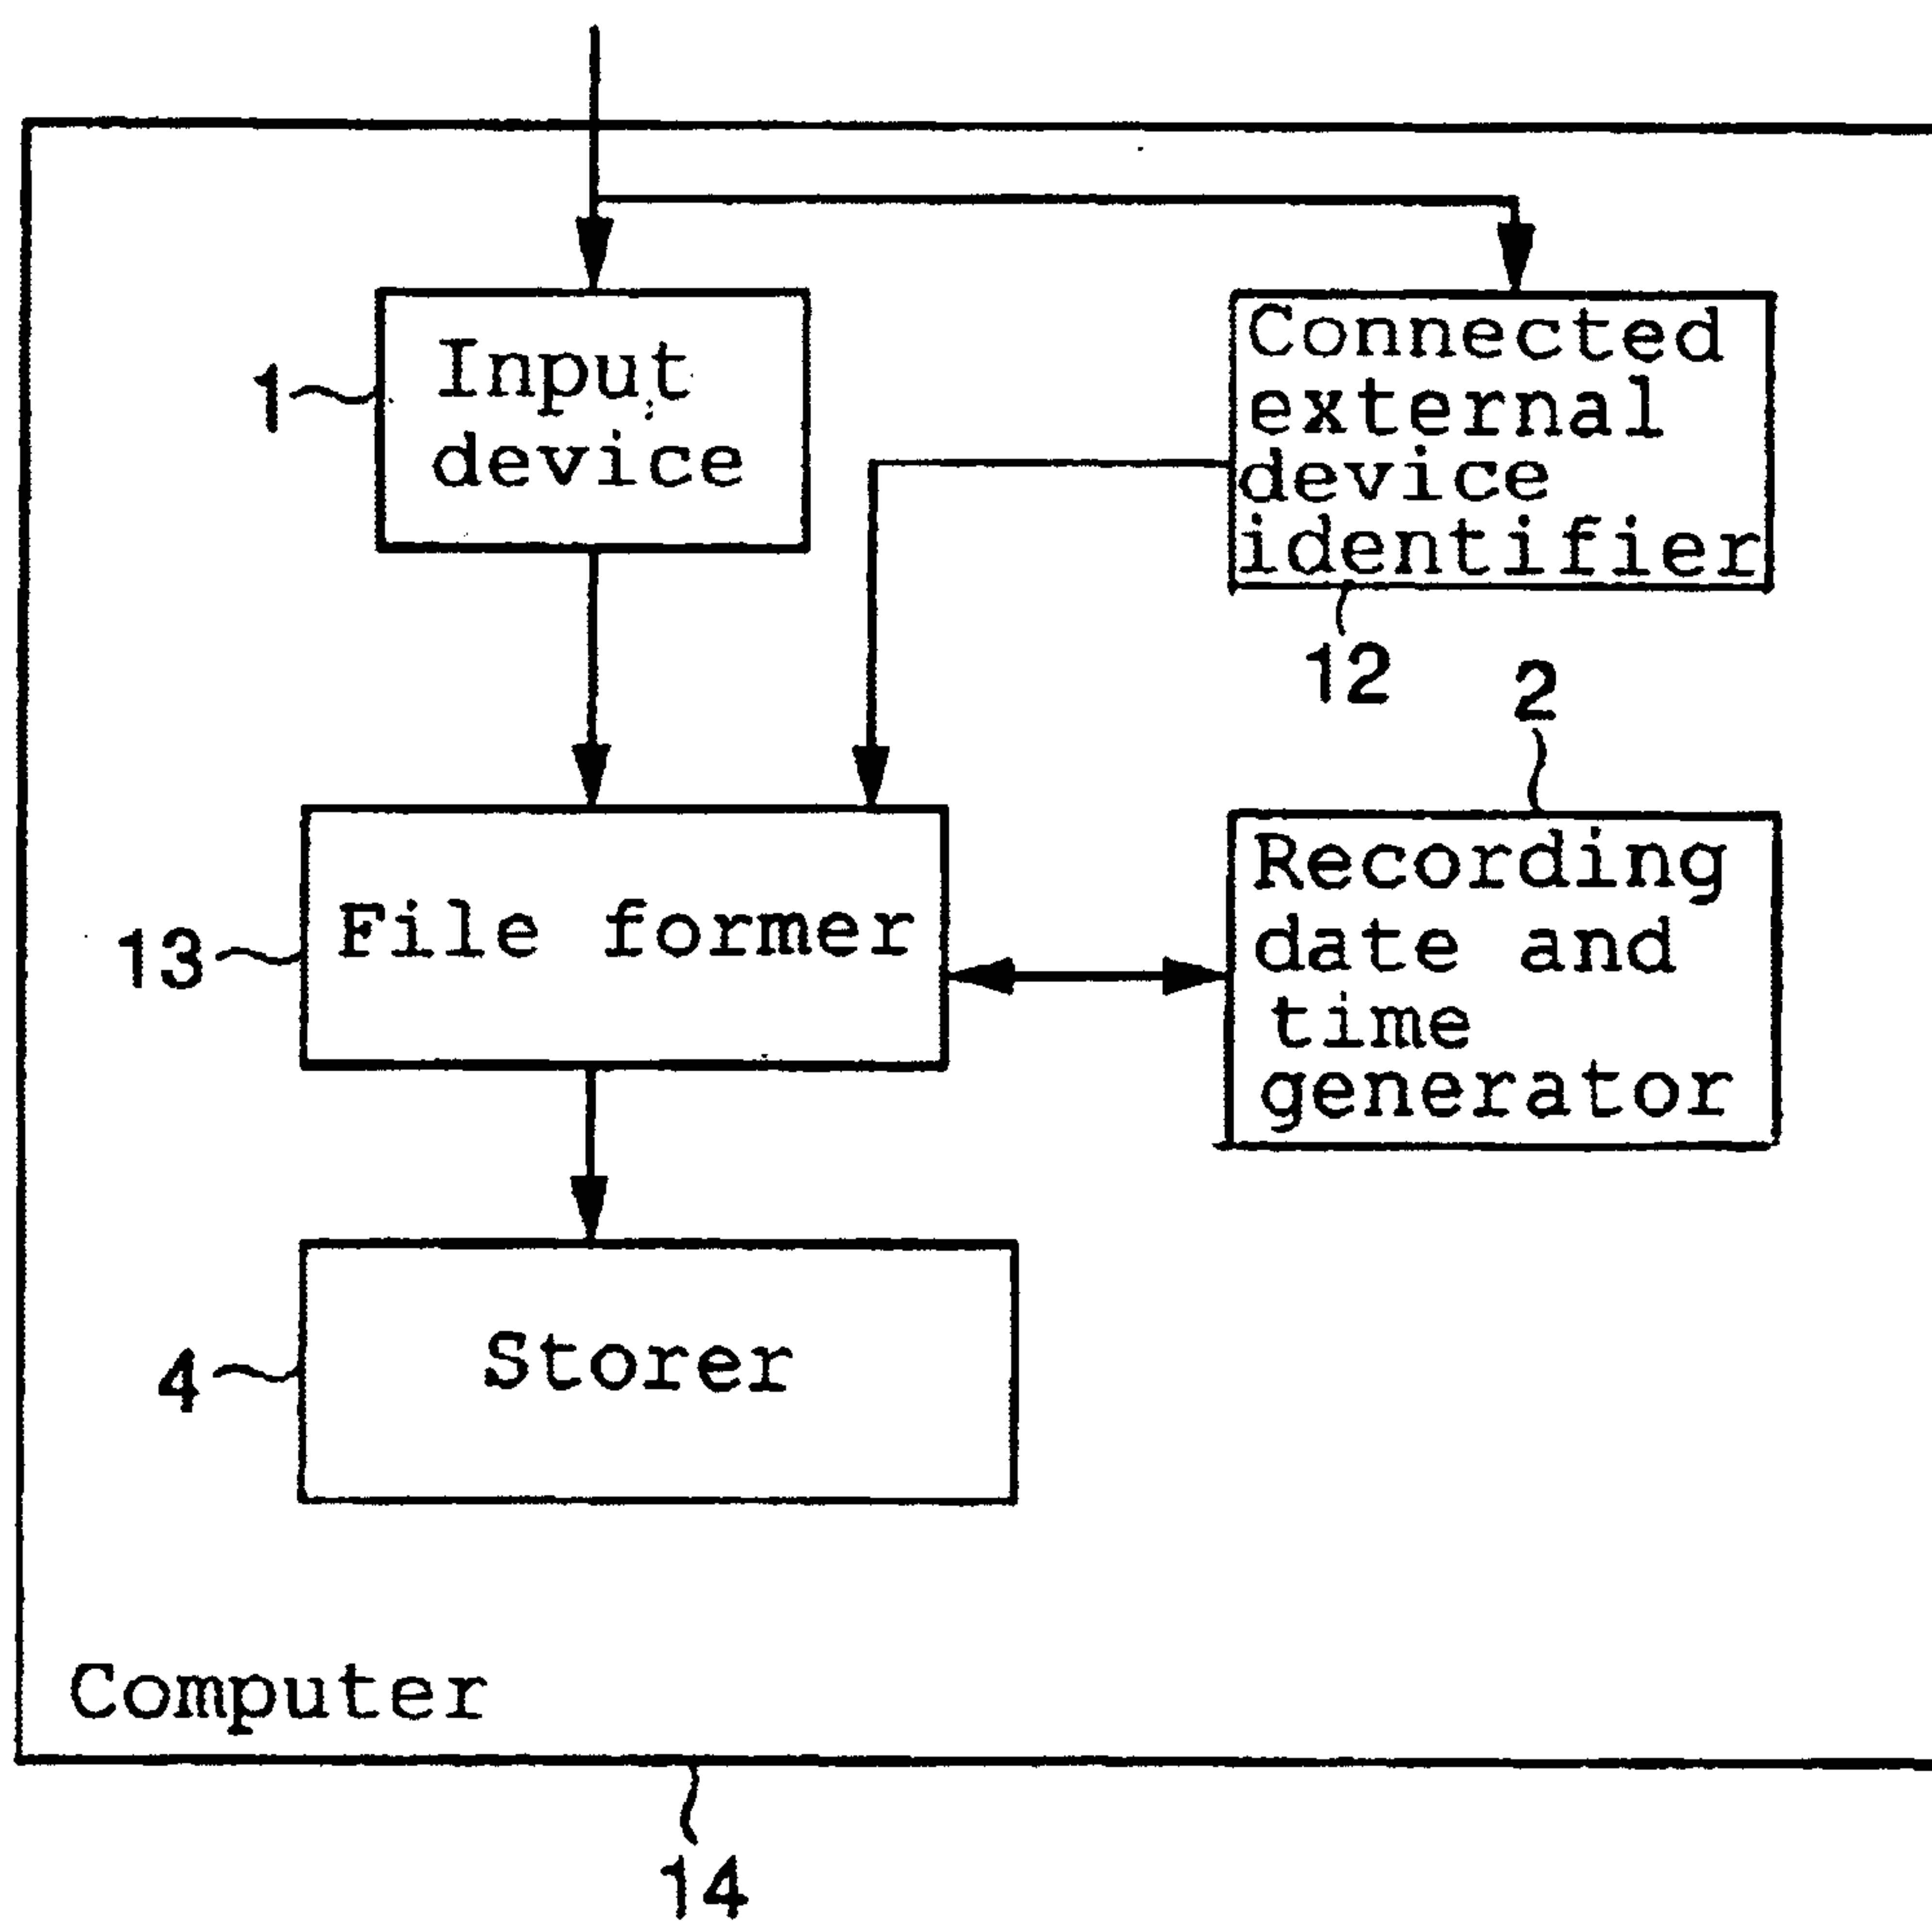 1
Input
device
Connected
external
device
identifier
12
2
13
File former
Recording
date and
time
generator
4
Storer
Computer
14